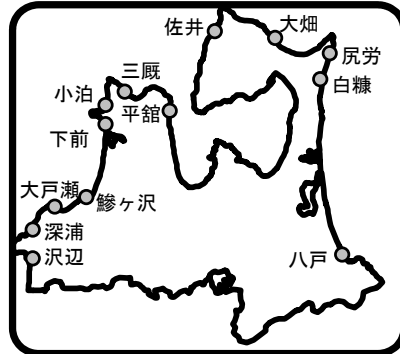 佐井
大畑
尻労
白糠
三厩
小泊
平舘
下前
大戸瀬
鰺ヶ沢
深浦
沢辺
八戸